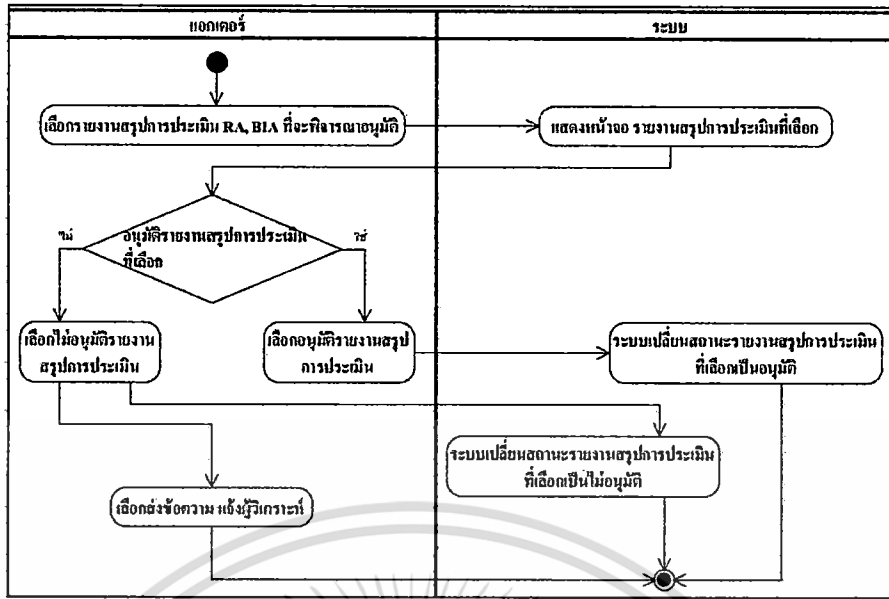 แอกเตอร์
ระบบ
เลือกรายงานสรุปการประเมิน RA, BIA ที่จะพิจารณาอนุมัติ
แสดงหน้าจอ รายงานสรุปการประเมินที่เลือก
ไม่
อนุมัติรายงานสรุปการประเมิน
ที่เลือก
ใช่
เลือกไม่อนุมัติรายงาน
สรุปการประเมิน
เลือกอนุมัติรายงานสรุป
การประเมิน
ระบบเปลี่ยนสถานะรายงานสรุปการประเมิน
ที่เลือกเป็นอนุมัติ
ระบบเปลี่ยนสถานะรายงานสรุปการประเมิน
ที่เลือกเป็นไม่อนุมัติ
เลือกส่งข้อความ แจ้งผู้วิเคราะห์